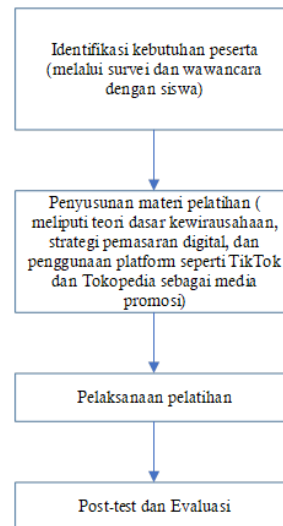 Identifikasi kebutuhan peserta
(melalui survei dan wawancara
dengan siswa)
Penyusunan materi pelatihan (
meliputi teori dasar kewirausahaan,
strategi pemasaran digital, dan
penggunaan platform seperti TikTok
dan Tokopedia sebagai media
promosi)
Pelaksanaan pelatihan
Post-test dan Evaluasi